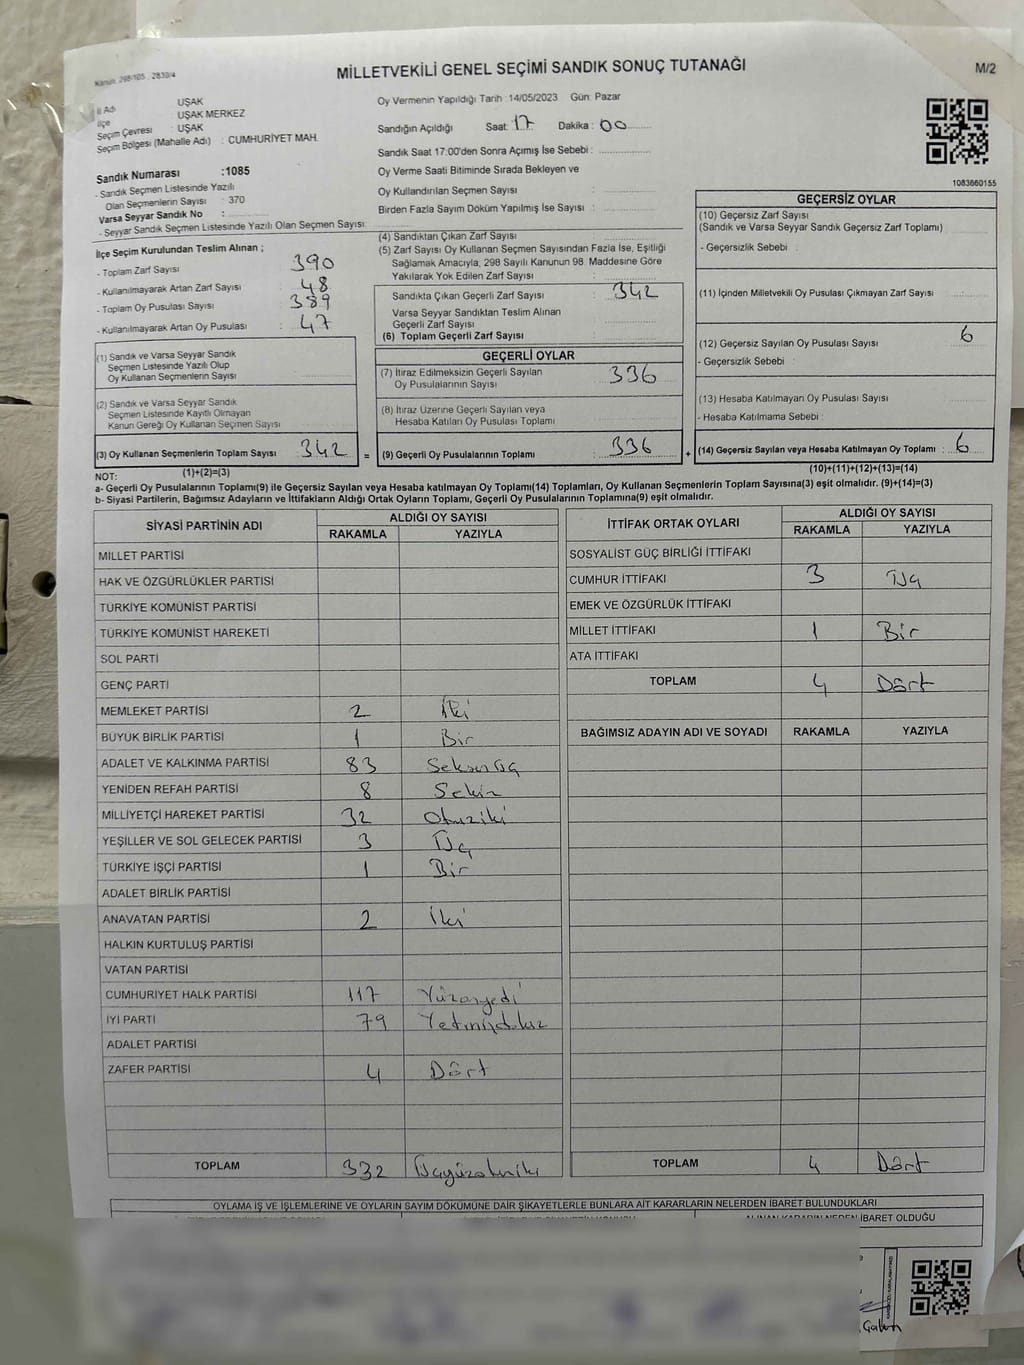 Kanun: 298/105 , 2839/4
MİLLETVEKİLİ GENEL SEÇİMİ SANDIK SONUÇ TUTANAĞI
M/2
İl Adı : UŞAK
İlçe : UŞAK MERKEZ
Seçim Çevresi : UŞAK
Seçim Bölgesi (Mahalle Adı) : CUMHURİYET MAH.
Oy Vermenin Yapıldığı Tarih : 14/05/2023 Gün: Pazar
Sandığın Açıldığı Saat: 17 Dakika: 00
Sandık Saat 17:00'den Sonra Açımış İse Sebebi :
Sandık Numarası :1085
- Sandık Seçmen Listesinde Yazılı
Olan Seçmenlerin Sayısı : 370
Varsa Seyyar Sandık No :
- Seyyar Sandık Seçmen Listesinde Yazılı Olan Seçmen Sayısı:
Oy Verme Saati Bitiminde Sırada Bekleyen ve
Oy Kullandırılan Seçmen Sayısı :
Birden Fazla Sayım Döküm Yapılmış İse Sayısı :
1083660155
İlçe Seçim Kurulundan Teslim Alınan ;
- Toplam Zarf Sayısı : 390
- Kullanılmayarak Artan Zarf Sayısı : 48
- Toplam Oy Pusulası Sayısı : 389
- Kullanılmayarak Artan Oy Pusulası : 47
(4) Sandıktan Çıkan Zarf Sayısı :
(5) Zarf Sayısı Oy Kullanan Seçmen Sayısından Fazla İse, Eşitliği
Sağlamak Amacıyla; 298 Sayılı Kanunun 98. Maddesine Göre
Yakılarak Yok Edilen Zarf Sayısı :
Sandıkta Çıkan Geçerli Zarf Sayısı : 342
Varsa Seyyar Sandıktan Teslim Alınan
Geçerli Zarf Sayısı :
(6) Toplam Geçerli Zarf Sayısı :
GEÇERSİZ OYLAR
(10) Geçersiz Zarf Sayısı
(Sandık ve Varsa Seyyar Sandık Geçersiz Zarf Toplamı)
- Geçersizlik Sebebi :
(11) İçinden Milletvekili Oy Pusulası Çıkmayan Zarf Sayısı
(12) Geçersiz Sayılan Oy Pusulası Sayısı : 6
- Geçersizlik Sebebi :
(13) Hesaba Katılmayan Oy Pusulası Sayısı :
- Hesaba Katılmama Sebebi :
(1) Sandık ve Varsa Seyyar Sandık
Seçmen Listesinde Yazılı Olup
Oy Kullanan Seçmenlerin Sayısı :
(2) Sandık ve Varsa Seyyar Sandık
Seçmen Listesinde Kayıtlı Olmayan
Kanun Gereği Oy Kullanan Seçmen Sayısı
GEÇERLİ OYLAR
(7) İtiraz Edilmeksizin Geçerli Sayılan
Oy Pusulalarının Sayısı : 336
(8) İtiraz Üzerine Geçerli Sayılan veya
Hesaba Katılan Oy Pusulası Toplamı :
(3) Oy Kullanan Seçmenlerin Toplam Sayısı : 342 = (9) Geçerli Oy Pusulalarının Toplamı : 336 + (14) Geçersiz Sayılan veya Hesaba Katılmayan Oy Toplamı : 6
(1)+(2)=(3)
(10)+(11)+(12)+(13)=(14)
NOT:
a- Geçerli Oy Pusulalarının Toplamı(9) ile Geçersiz Sayılan veya Hesaba katılmayan Oy Toplamı(14) Toplamları, Oy Kullanan Seçmenlerin Toplam Sayısına(3) eşit olmalıdır. (9)+(14)=(3)
b- Siyasi Partilerin, Bağımsız Adayların ve İttifakların Aldığı Ortak Oyların Toplamı, Geçerli Oy Pusulalarının Toplamına(9) eşit olmalıdır.
SİYASİ PARTİNİN ADI
ALDIĞI OY SAYISI
RAKAMLA YAZIYLA
MİLLET PARTİSİ
HAK VE ÖZGÜRLÜKLER PARTİSİ
TÜRKİYE KOMÜNİST PARTİSİ
TÜRKİYE KOMÜNİST HAREKETİ
SOL PARTİ
GENÇ PARTİ
MEMLEKET PARTİSİ 2 İki
BÜYÜK BİRLİK PARTİSİ 1 Bir
ADALET VE KALKINMA PARTİSİ 83 Seksenüç
YENİDEN REFAH PARTİSİ 8 Sekiz
MİLLİYETÇİ HAREKET PARTİSİ 32 Otuziki
YEŞİLLER VE SOL GELECEK PARTİSİ 3 Üç
TÜRKİYE İŞÇİ PARTİSİ 1 Bir
ADALET BİRLİK PARTİSİ
ANAVATAN PARTİSİ 2 İki
HALKIN KURTULUŞ PARTİSİ
VATAN PARTİSİ
CUMHURİYET HALK PARTİSİ 117 Yüzonyedi
İYİ PARTİ 79 Yetmişdokuz
ADALET PARTİSİ
ZAFER PARTİSİ 4 Dört
TOPLAM 332 Üçyüzotuziki
İTTİFAK ORTAK OYLARI
ALDIĞI OY SAYISI
RAKAMLA YAZIYLA
SOSYALİST GÜÇ BİRLİĞİ İTTİFAKI
CUMHUR İTTİFAKI 3 Üç
EMEK VE ÖZGÜRLÜK İTTİFAKI
MİLLET İTTİFAKI 1 Bir
ATA İTTİFAKI
TOPLAM 4 Dört
BAĞIMSIZ ADAYIN ADI VE SOYADI RAKAMLA YAZIYLA
TOPLAM 4 Dört
OYLAMA İŞ VE İŞLEMLERİNE VE OYLARIN SAYIM DÖKÜMÜNE DAİR ŞİKAYETLERLE BUNLARA AİT KARARLARIN NELERDEN İBARET BULUNDUKLARI
ALINAN KARARIN NEDEN İBARET OLDUĞU